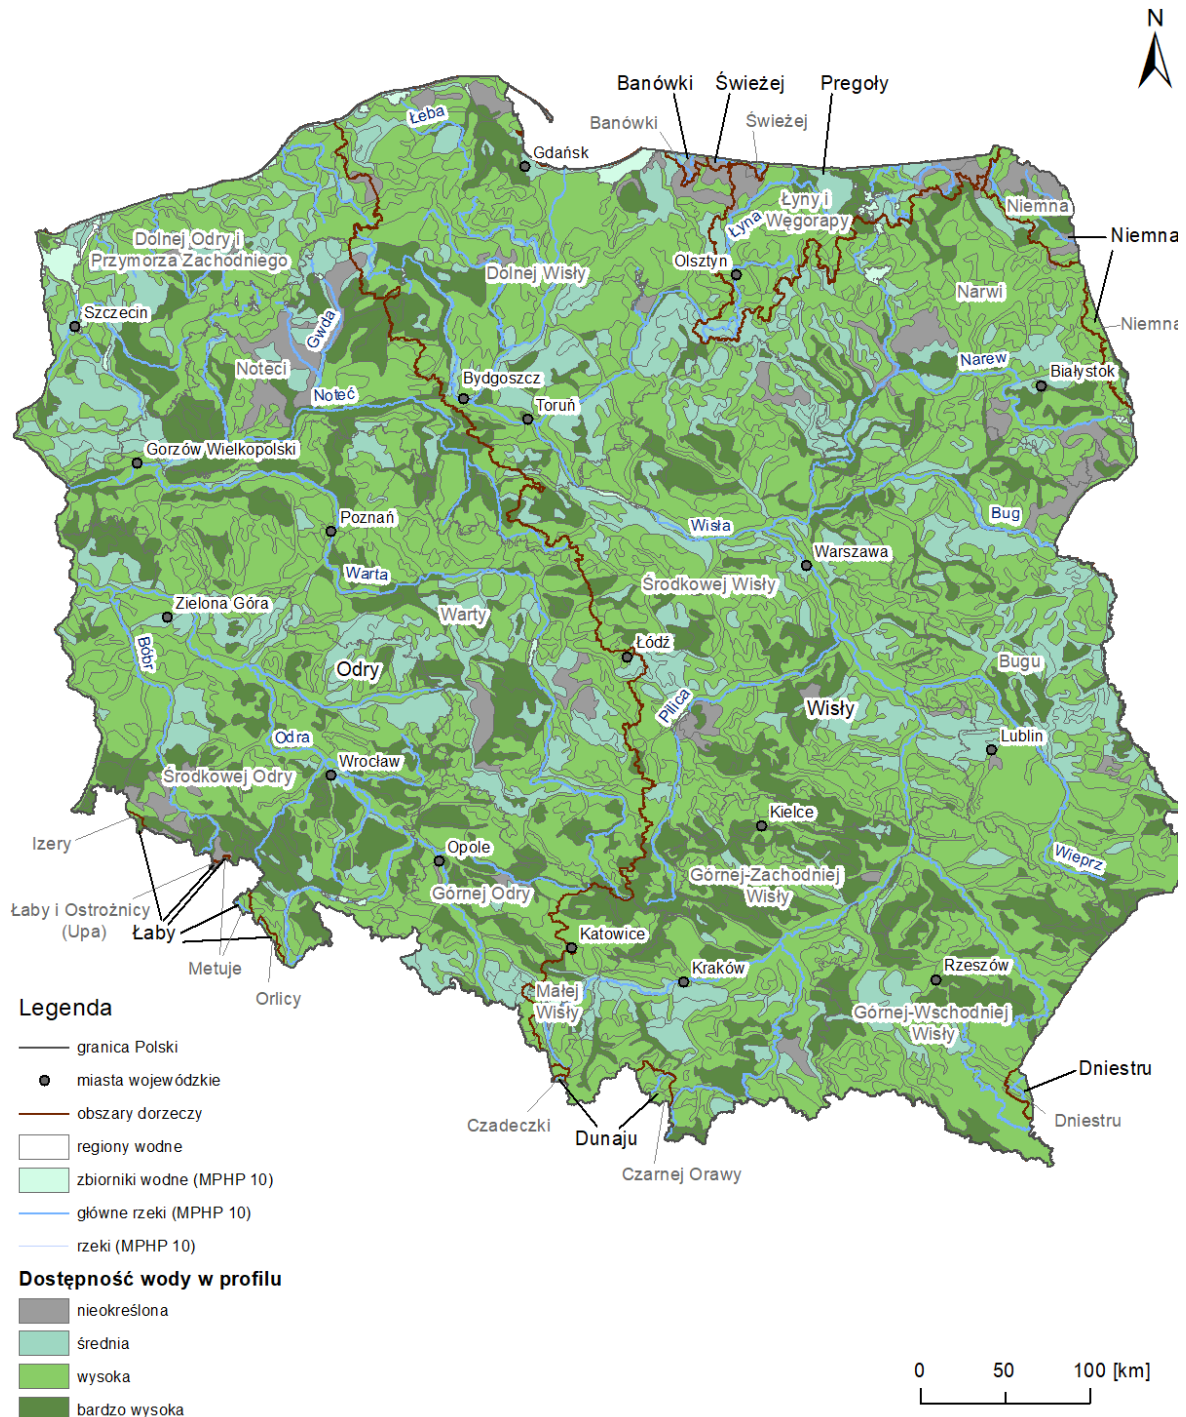 N
Banówki
Świeżej
Pregoły
Banówki
Świeżej
Łeba
Gdańsk
Łyny i
Węgorapy
Łyna
Niemna
Niemna
Dolnej Odry i
Przymorza Zachodniego
Dolnej Wisły
Olsztyn
Narwi
Szczecin
Gwda
Niemna
Noteci
Narew
Białystok
Bydgoszcz
Noteć
Toruń
Gorzów Wielkopolski
Poznań
Wisła
Bug
Warszawa
Warta
Środkowej Wisły
Zielona Góra
Warty
Bóbr
Łódź
Odry
Bugu
Pilica
Wisły
Odra
Lublin
Wrocław
Środkowej Odry
Kielce
Izery
Opole
Wieprz
Górnej Odry
Górnej-Zachodniej
Wisły
Łaby i Ostrożnicy
(Upa)
Łaby
Metuje
Katowice
Kraków
Rzeszów
Orlicy
Małej
Wisły
Górnej-Wschodniej
Wisły
Dniestru
Dniestru
Czadeczki
Dunaju
Czarnej Orawy
Legenda
granica Polski
miasta wojewódzkie
obszary dorzeczy
regiony wodne
zbiorniki wodne (MPHP 10)
główne rzeki (MPHP 10)
rzeki (MPHP 10)
Dostępność wody w profilu
nieokreślona
średnia
wysoka
bardzo wysoka
0 50 100 [km]